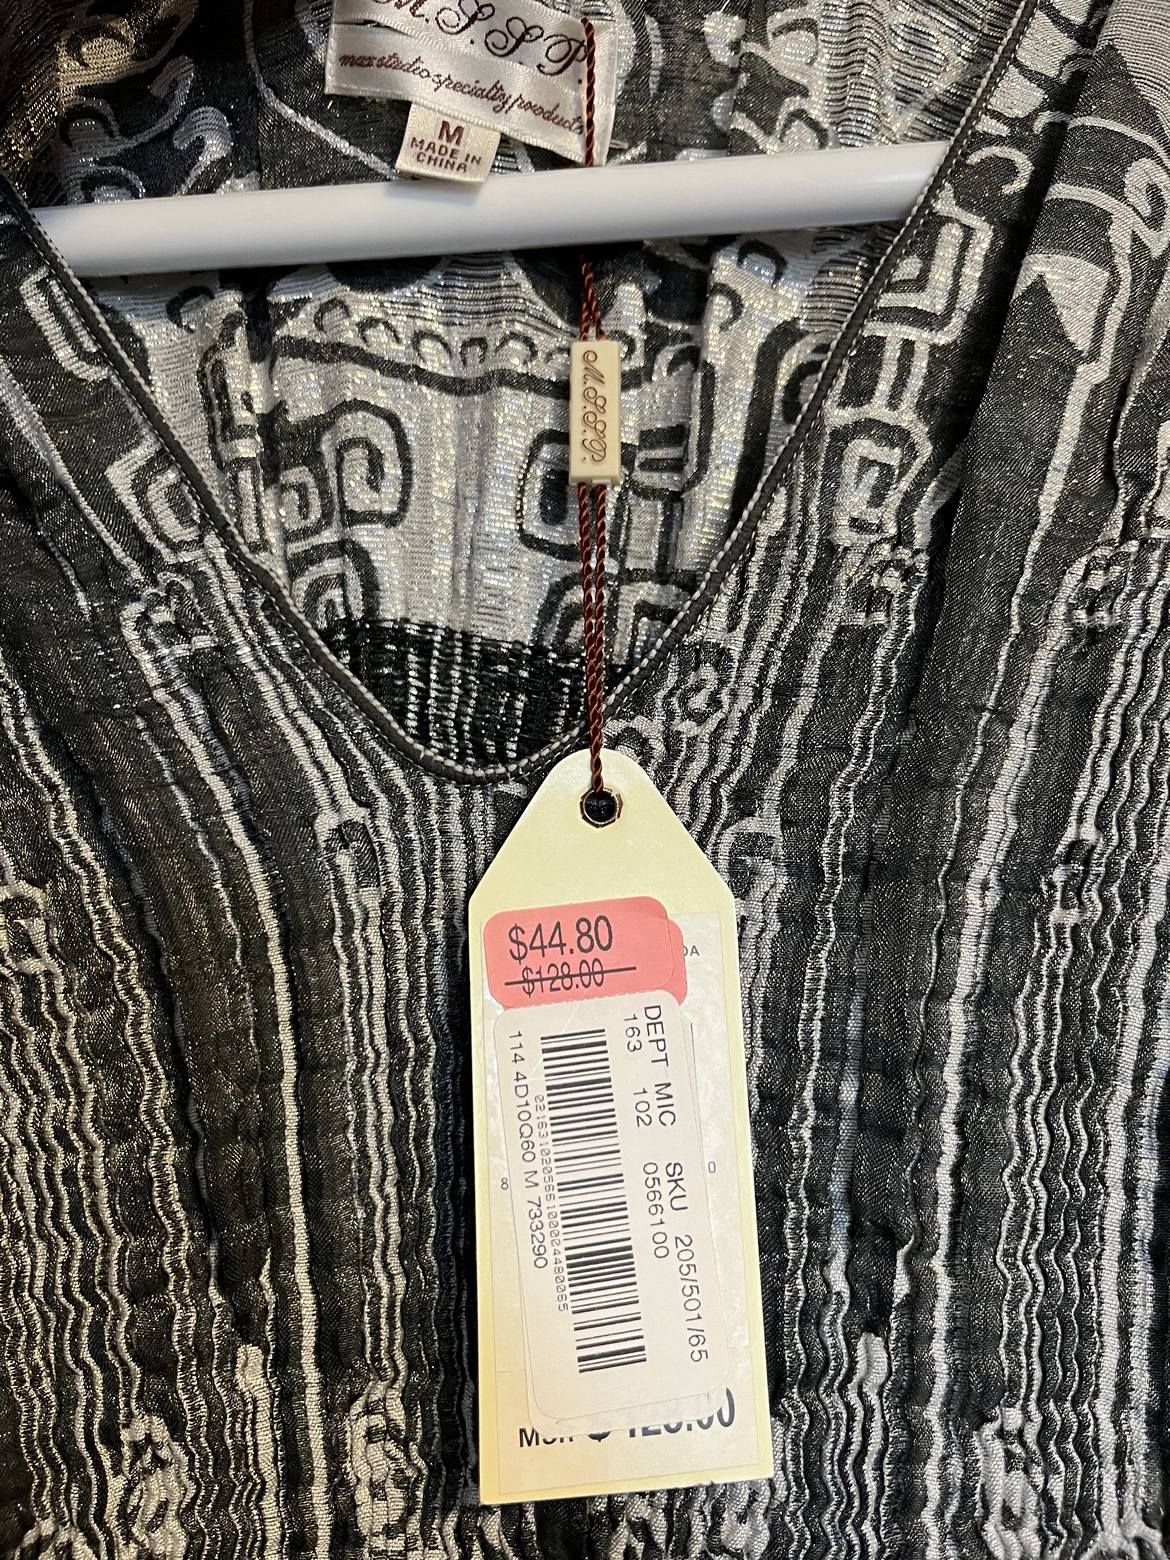 M.S.S.P.
max studio specialty products
M
MADE IN
CHINA
M.S.S.P.
$44.80
$128.00
DEPT MIC SKU 205/501/65
163 102 0566100
114 4D10Q60 M 733290
8